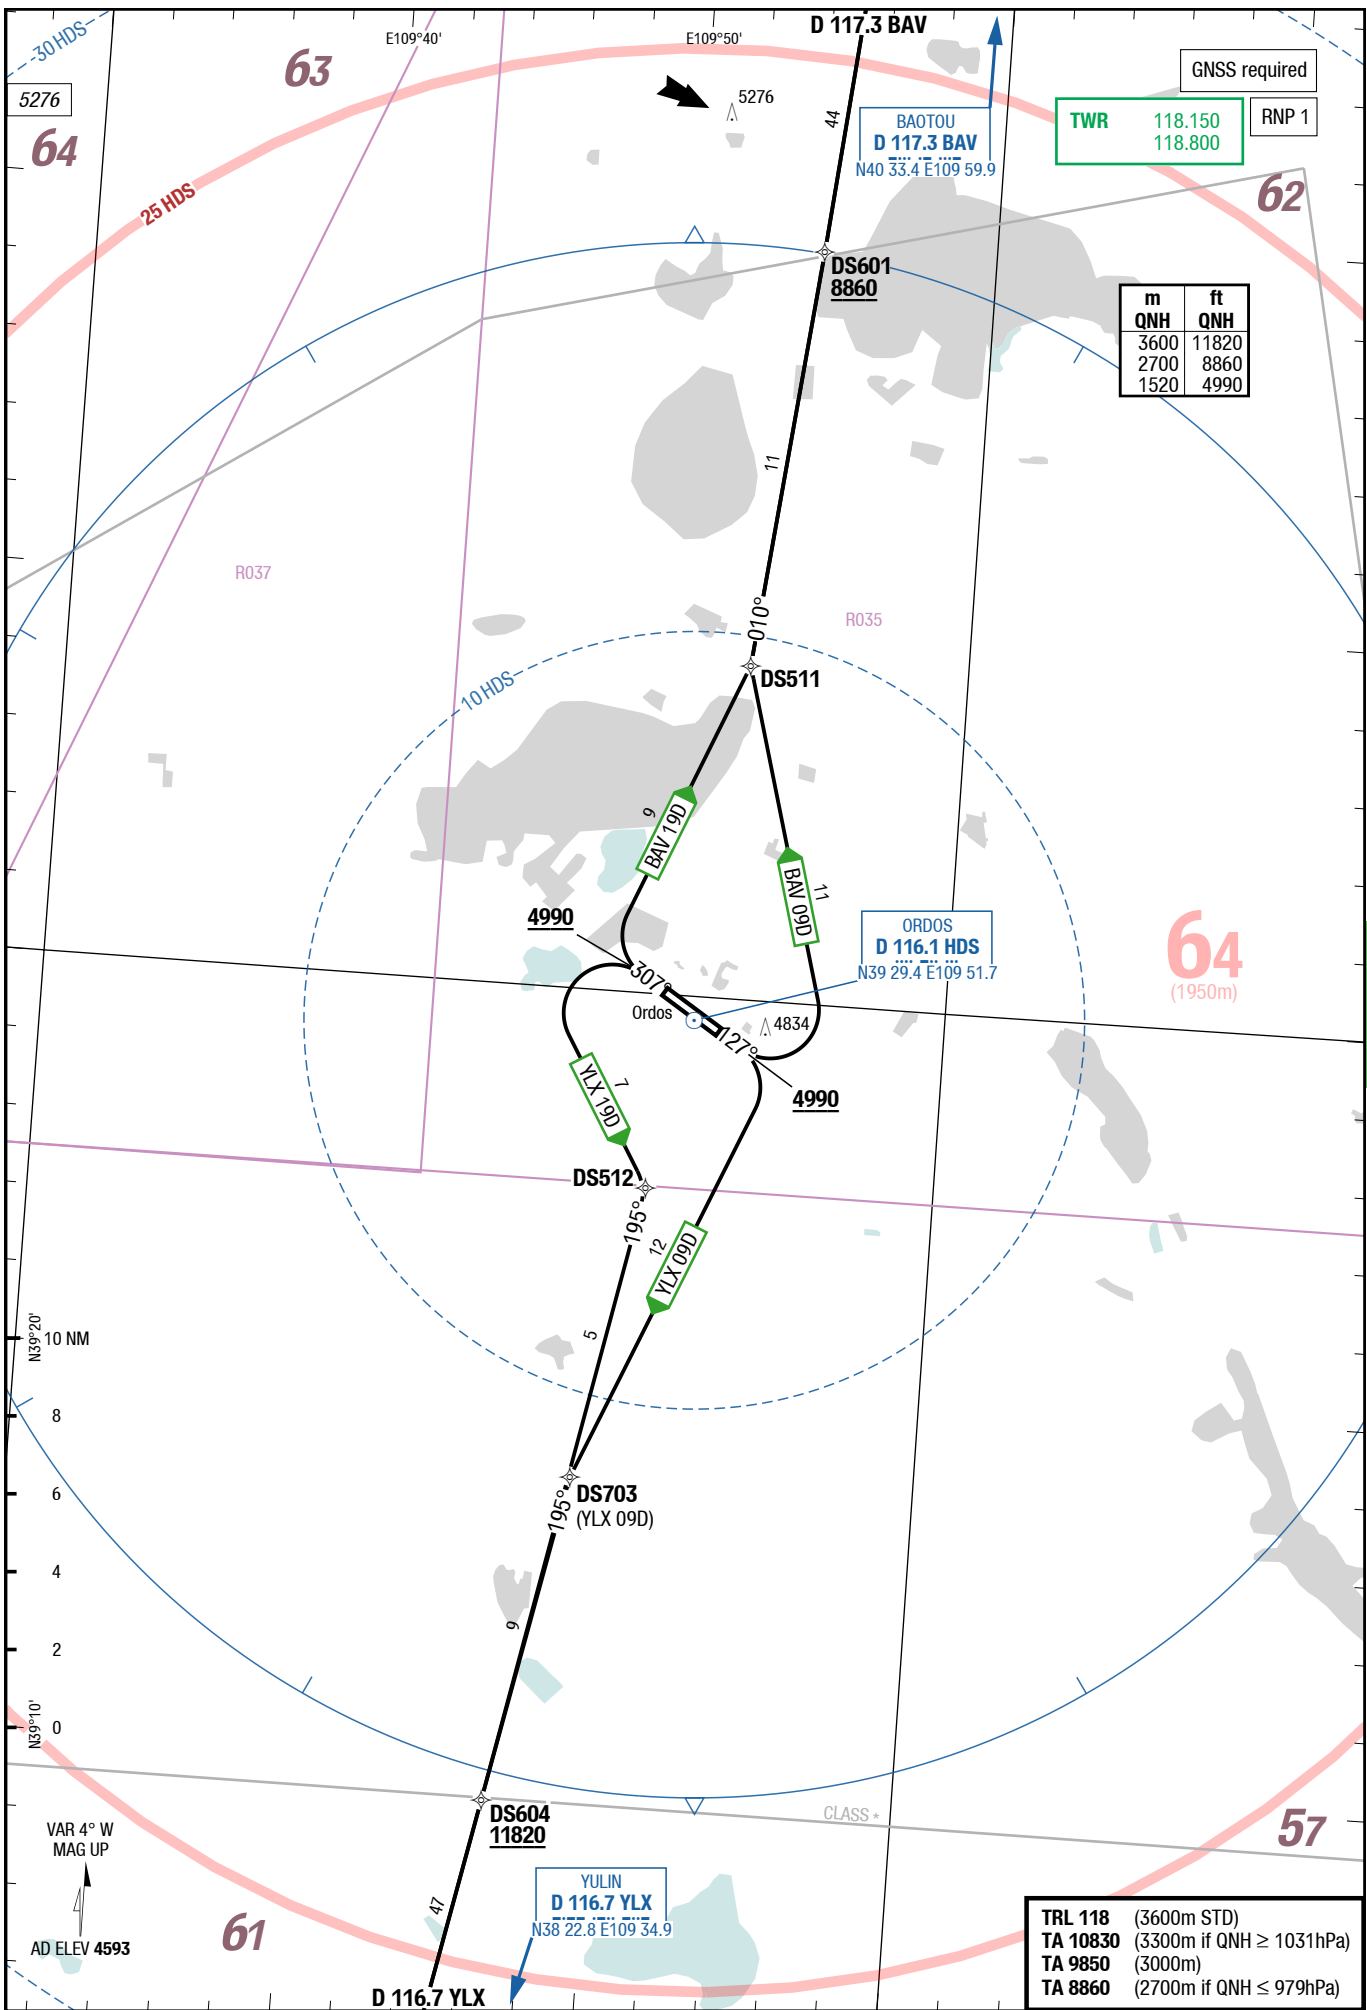 D 117.3 BAV
E109°40'
E109°50'
30 HDS
63
5276
64
25 HDS
5276
44
BAOTOU
D 117.3 BAV
N40 33.4 E109 59.9
GNSS required
TWR 118.150
118.800
RNP 1
62
DS601
8860
m ft
QNH QNH
3600 11820
2700 8860
1520 4990
11
R037
010°
R035
DS511
10 HDS
9
BAV 19D
11
BAV 09D
4990
ORDOS
D 116.1 HDS
N39 29.4 E109 51.7
64
(1950m)
307°
Ordos
127°
4834
4990
7
YLX 19D
DS512
195°
12
YLX 09D
5
N39°20'
10 NM
8
6
4
2
0
N39°10'
DS703
(YLX 09D)
195°
9
DS604
11820
CLASS *
57
VAR 4° W
MAG UP
AD ELEV 4593
61
47
YULIN
D 116.7 YLX
N38 22.8 E109 34.9
D 116.7 YLX
TRL 118 (3600m STD)
TA 10830 (3300m if QNH ≥ 1031hPa)
TA 9850 (3000m)
TA 8860 (2700m if QNH ≤ 979hPa)